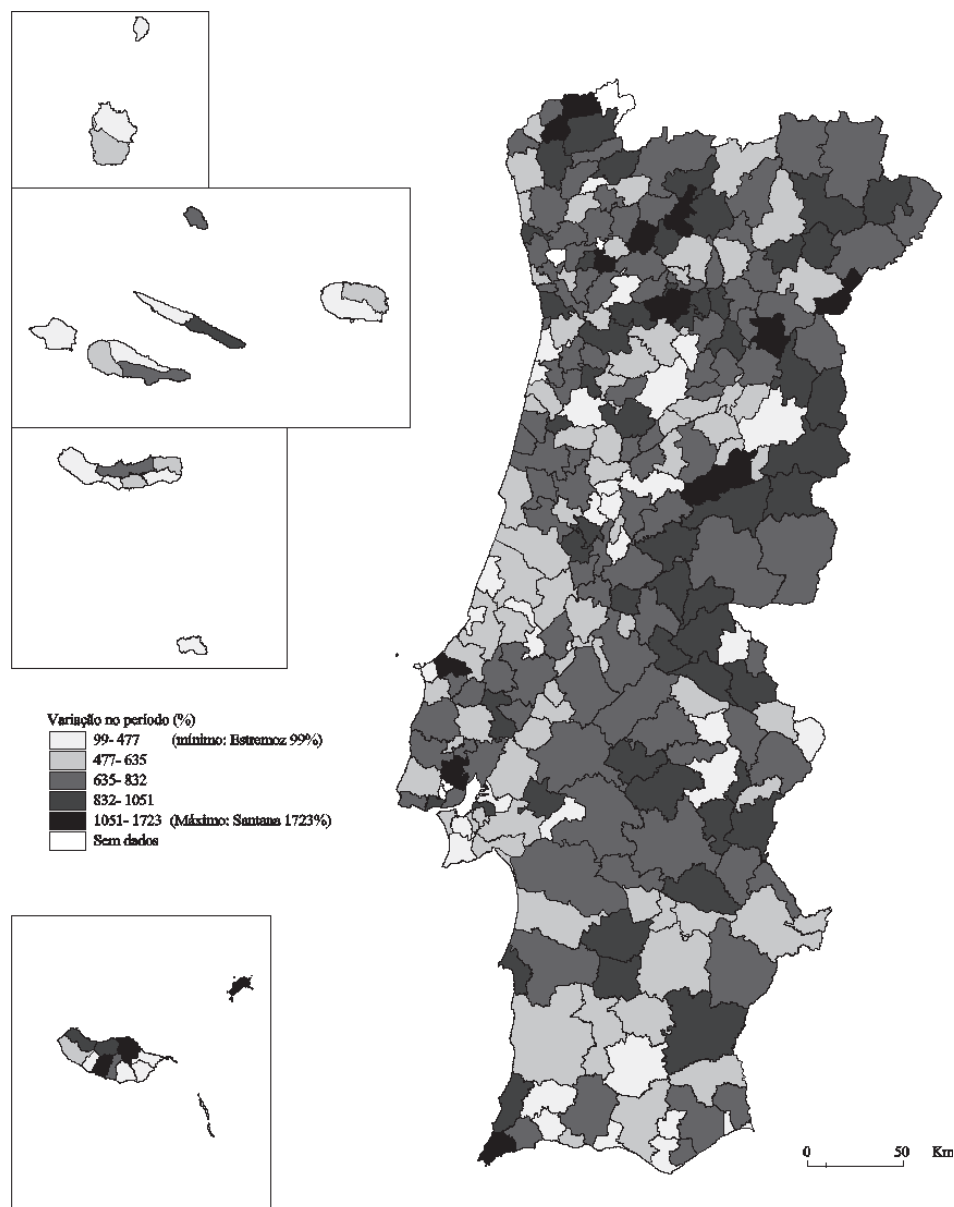 Variação no período (%)
99- 477 (mínimo: Estremoz 99%)
477- 635
635- 832
832- 1051
1051- 1723 (Máximo: Santana 1723%)
Sem dados
0 50 Km